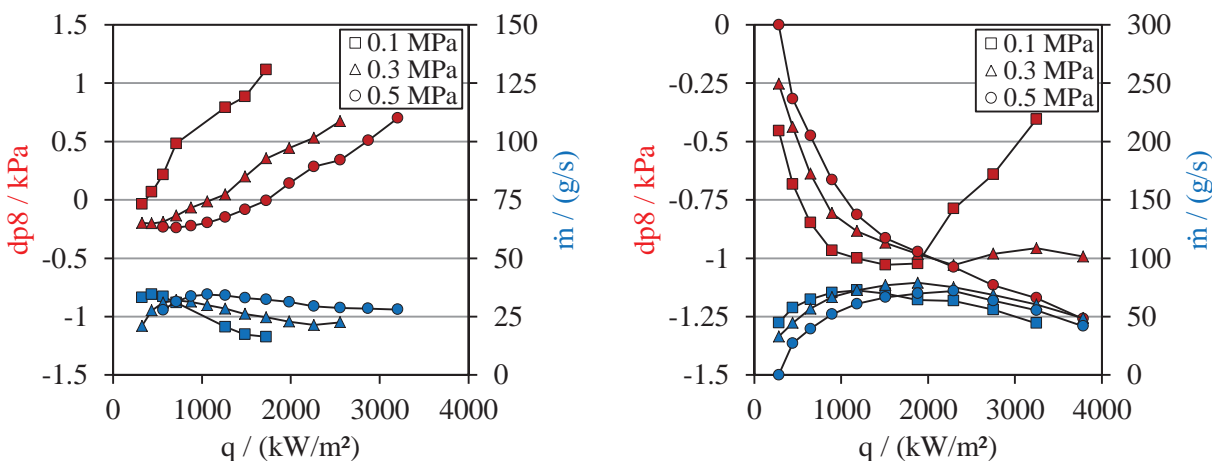 1.5
1
0.5
0
-0.5
-1
-1.5
dp8 / kPa
0.1 MPa
0.3 MPa
0.5 MPa
150
125
100
75
50
25
0
ṁ / (g/s)
0 1000 2000 3000 4000
q / (kW/m²)
0
-0.25
-0.5
-0.75
-1
-1.25
-1.5
dp8 / kPa
0.1 MPa
0.3 MPa
0.5 MPa
300
250
200
150
100
50
0
ṁ / (g/s)
0 1000 2000 3000 4000
q / (kW/m²)